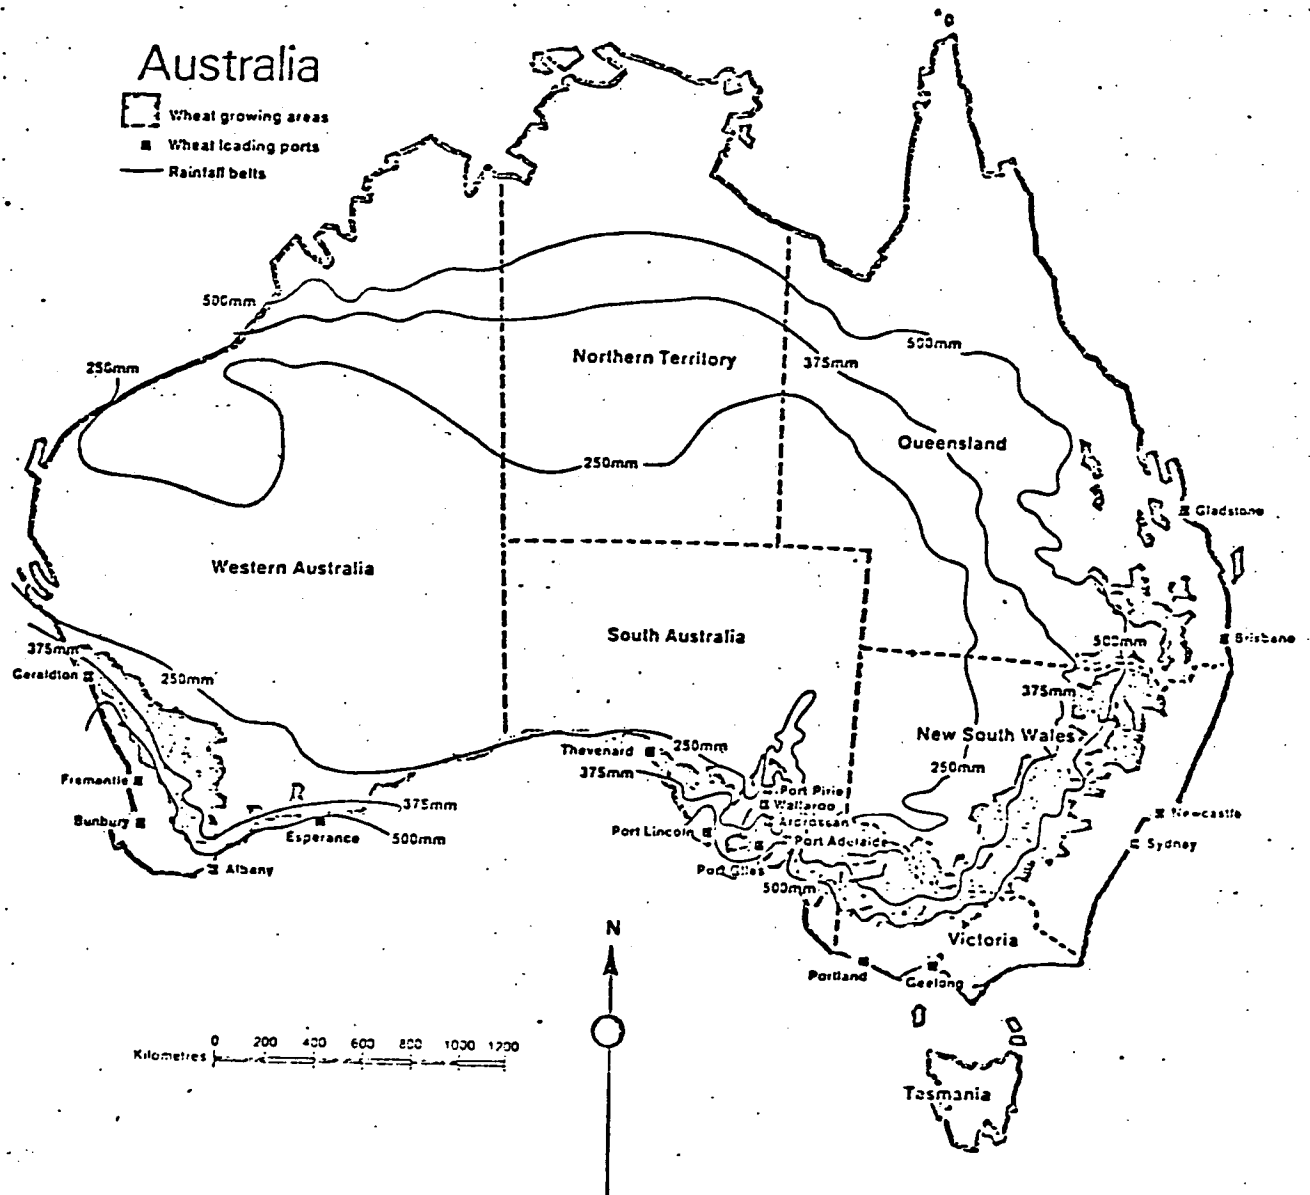 Australia
Wheat growing areas
Wheat loading ports
Rainfall belts
500mm
250mm
Northern Territory
375mm
500mm
Queensland
250mm
Gladstone
Western Australia
South Australia
500mm
Brisbane
375mm
Geraldton
250mm
375mm
New South Wales
Thevenard
250mm
375mm
250mm
Fremantle
Port Pirie
Wallaroo
375mm
Newcastle
Bunbury
Ardrossan
Esperance
500mm
Port Lincoln
Port Adelaide
Sydney
Albany
Port Giles
500mm
N
Victoria
Portland
Geelong
Kilometres
0 200 400 600 800 1000 1200
Tasmania